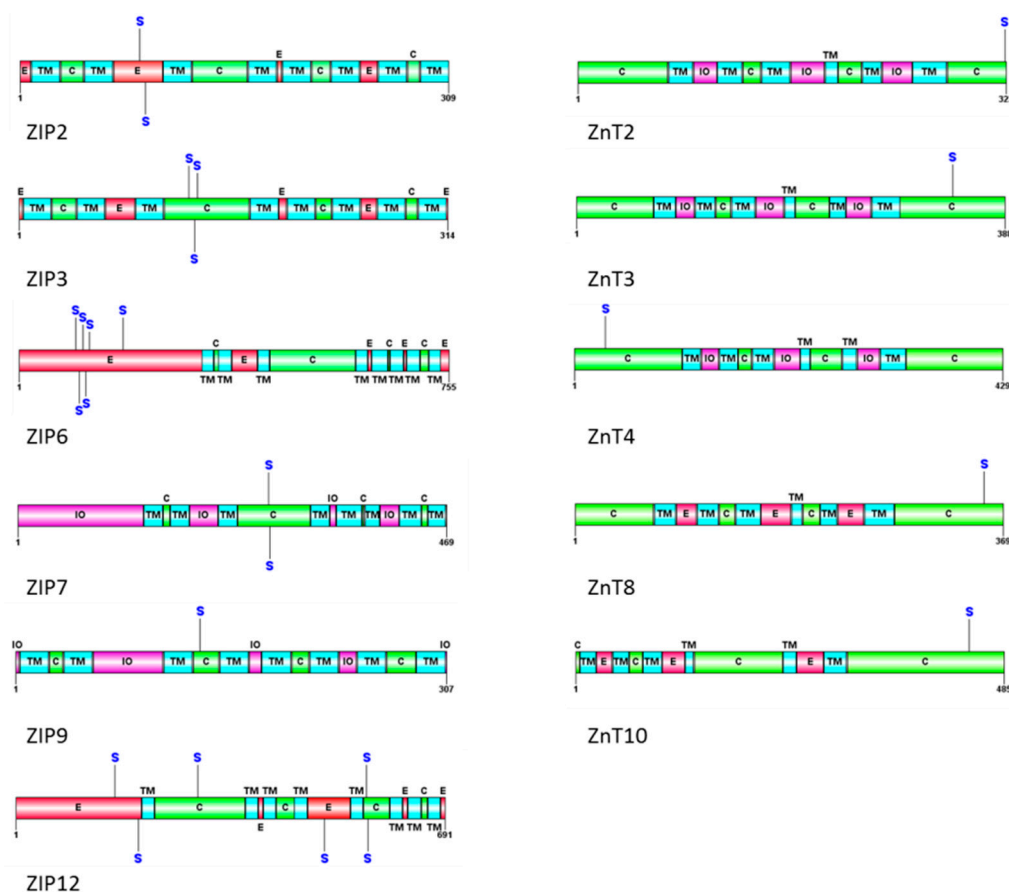 S
E C
E TM C TM E TM C TM TM C TM E TM TM
1 309
S
ZIP2
S
TM
C TM IO TM C TM IO C TM IO TM C
1 32
ZnT2
S S
E E C E
TM C TM E TM C TM TM C TM E TM TM
1 314
S
ZIP3
S
TM
C TM IO TM C TM IO C TM IO TM C
1 388
ZnT3
S S S S
C E C E C E
E E C
TM TM TM TM TM TM TM TM
1 755
S S
ZIP6
S
TM TM
C TM IO TM C TM IO C IO TM C
1 429
ZnT4
S
C IO C C
IO TM TM IO TM C TM TM TM IO TM TM
1 469
S
ZIP7
S
TM
C TM E TM C TM E C TM E TM C
1 369
ZnT8
S
IO IO IO
TM C TM IO TM C TM TM C TM IO TM C TM
1 307
ZIP9
S
C TM TM
TM E TM C TM E C E TM C
1 485
ZnT10
S S S
TM TM TM TM TM E C E
E C C E C
E TM TM TM
1 691
S S S
ZIP12